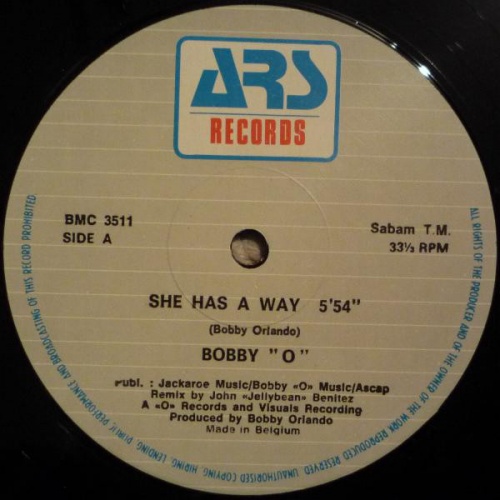 ARS
RECORDS
BMC 3511
SIDE A
Sabam T.M.
33⅓ RPM
SHE HAS A WAY 5'54"
(Bobby Orlando)
BOBBY "O"
Publ. : Jackaroe Music/Bobby «O» Music/Ascap
Remix by John «Jellybean» Benitez
A «O» Records and Visuals Recording
Produced by Bobby Orlando
Made in Belgium
ALL RIGHTS OF THE PRODUCER AND OF THE OWNER OF THE WORK REPRODUCED RESERVED. UNAUTHORISED COPYING, HIRING, LENDING, PUBLIC PERFORMANCE AND BROADCASTING OF THIS RECORD PROHIBITED